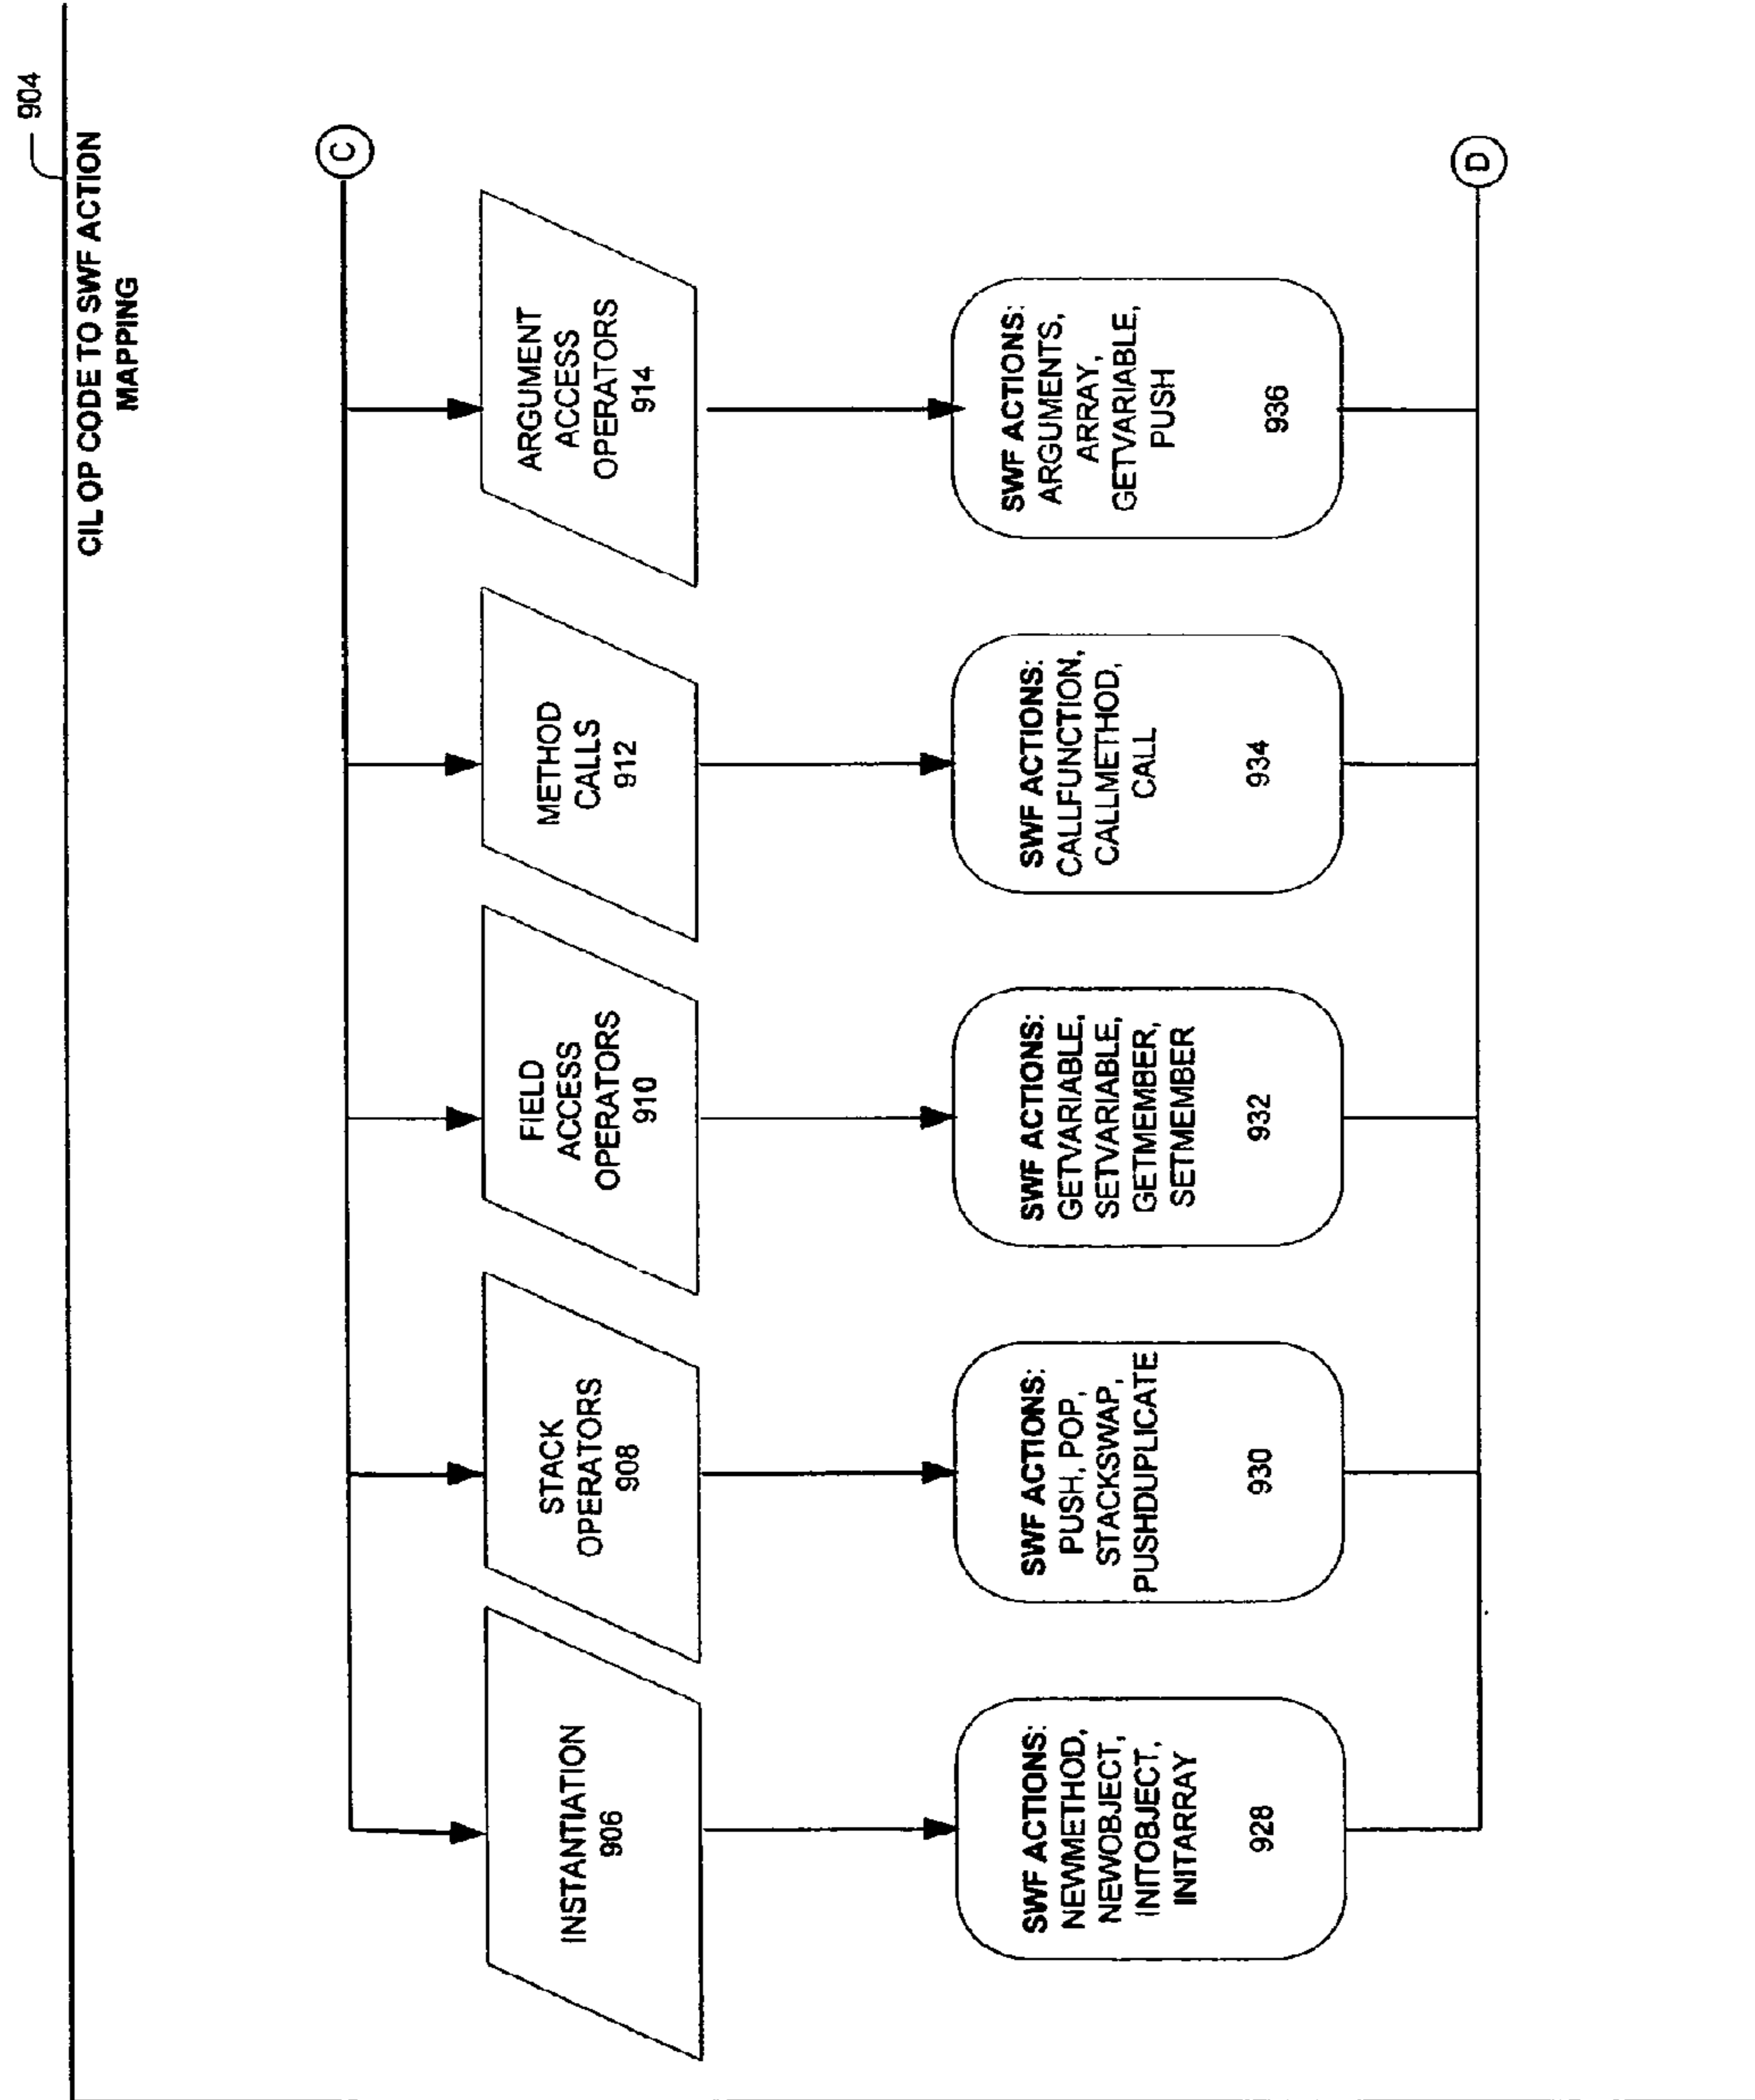 904
CIL OP CODE TO SWF ACTION
MAPPING
C
INSTANTIATION
906
STACK
OPERATORS
908
FIELD
ACCESS
OPERATORS
910
METHOD
CALLS
912
ARGUMENT
ACCESS
OPERATORS
914
SWF ACTIONS:
NEWMETHOD,
NEWOBJECT,
INITOBJECT,
INITARRAY
928
SWF ACTIONS:
PUSH, POP,
STACKSWAP,
PUSHDUPLICATE
930
SWF ACTIONS:
GETVARIABLE,
SETVARIABLE,
GETMEMBER,
SETMEMBER
932
SWF ACTIONS:
CALLFUNCTION,
CALLMETHOD,
CALL
934
SWF ACTIONS:
ARGUMENTS,
ARRAY,
GETVARIABLE,
PUSH
936
D